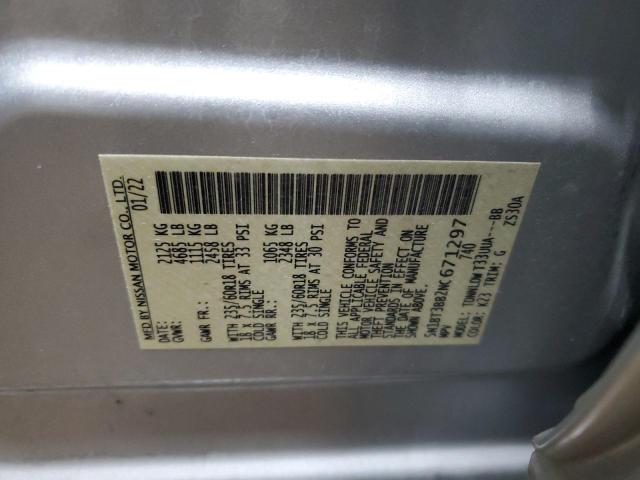 MFD BY NISSAN MOTOR CO., LTD.
DATE: 01/22
GVWR: 2125 KG
4685 LB
GAWR FR.: 1115 KG
2458 LB
WITH 235/60R18 TIRES
18 x 7.5 RIMS AT 33 PSI
COLD SINGLE
GAWR RR.: 1065 KG
2348 LB
WITH 235/60R18 TIRES
18 x 7.5 RIMS AT 30 PSI
COLD SINGLE
THIS VEHICLE CONFORMS TO
ALL APPLICABLE FEDERAL
MOTOR VEHICLE SAFETY AND
THEFT PREVENTION
STANDARDS IN EFFECT ON
THE DATE OF MANUFACTURE
SHOWN ABOVE.
5N1BT3BB2NC671297
MPV 740
MODEL:
COLOR: K23 TRIM: G ZS30A